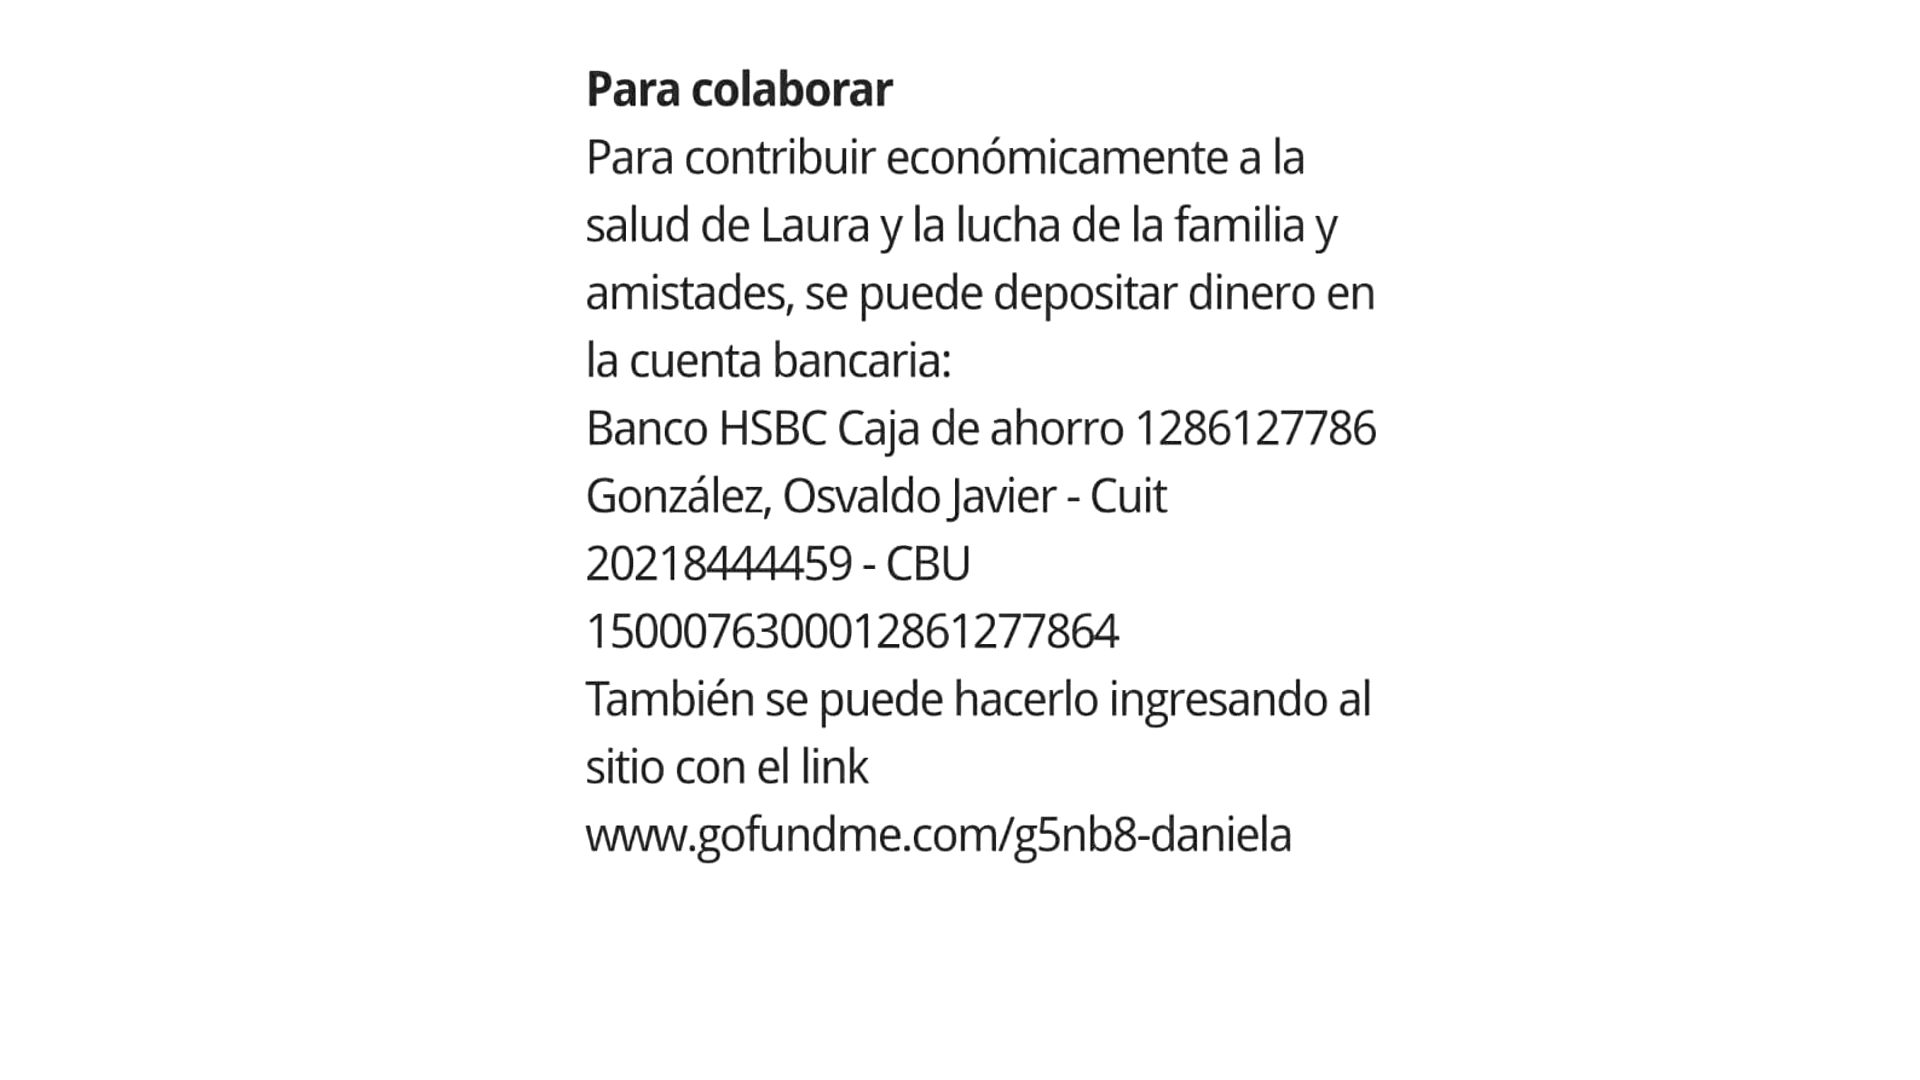 Para colaborar
Para contribuir económicamente a la
salud de Laura y la lucha de la familia y
amistades, se puede depositar dinero en
la cuenta bancaria:
Banco HSBC Caja de ahorro 1286127786
González, Osvaldo Javier - Cuit
20218444459 - CBU
1500076300012861277864
También se puede hacerlo ingresando al
sitio con el link
www.gofundme.com/g5nb8-daniela